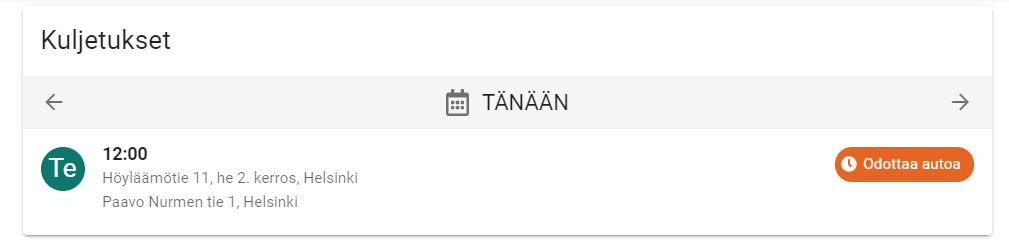 Kuljetukset
TÄNÄÄN
Te
12:00
Höyläämötie 11, he 2. kerros, Helsinki
Paavo Nurmen tie 1, Helsinki
Odottaa autoa